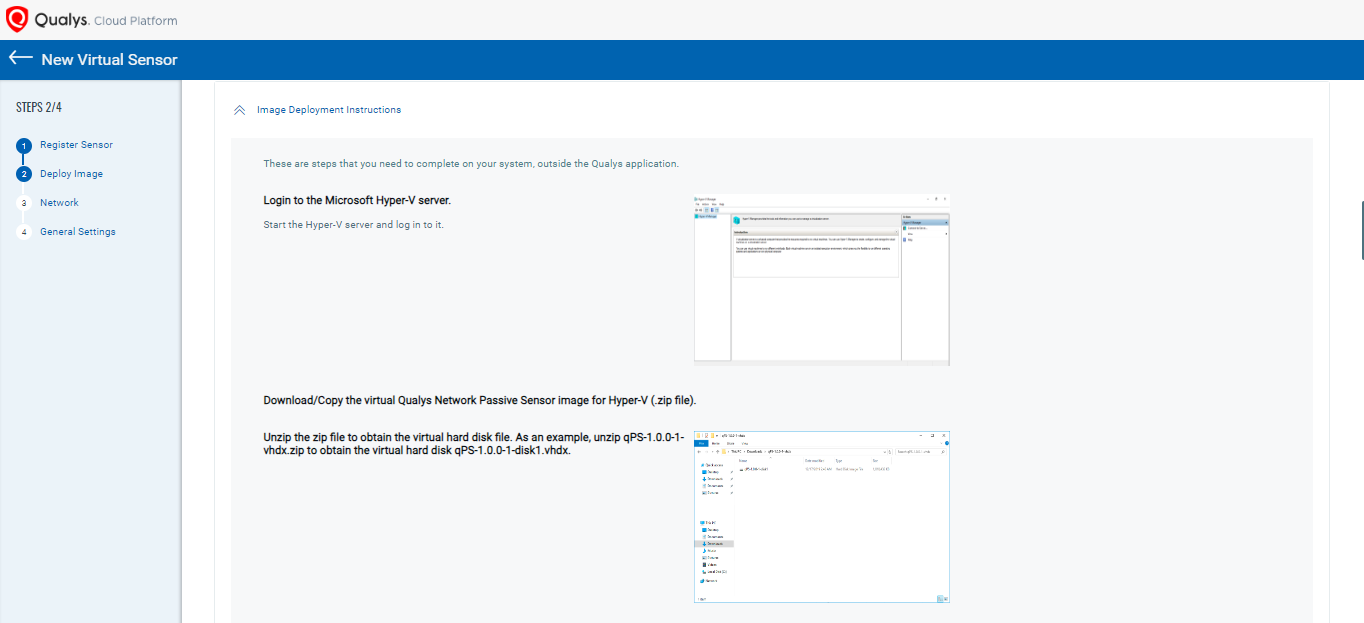 Qualys. Cloud Platform
New Virtual Sensor
STEPS 2/4
1 Register Sensor
2 Deploy Image
3 Network
4 General Settings
Image Deployment Instructions
These are steps that you need to complete on your system, outside the Qualys application.
Login to the Microsoft Hyper-V server.
Start the Hyper-V server and log in to it.
Download/Copy the virtual Qualys Network Passive Sensor image for Hyper-V (.zip file).
Unzip the zip file to obtain the virtual hard disk file. As an example, unzip qPS-1.0.0-1-
vhdx.zip to obtain the virtual hard disk qPS-1.0.0-1-disk1.vhdx.